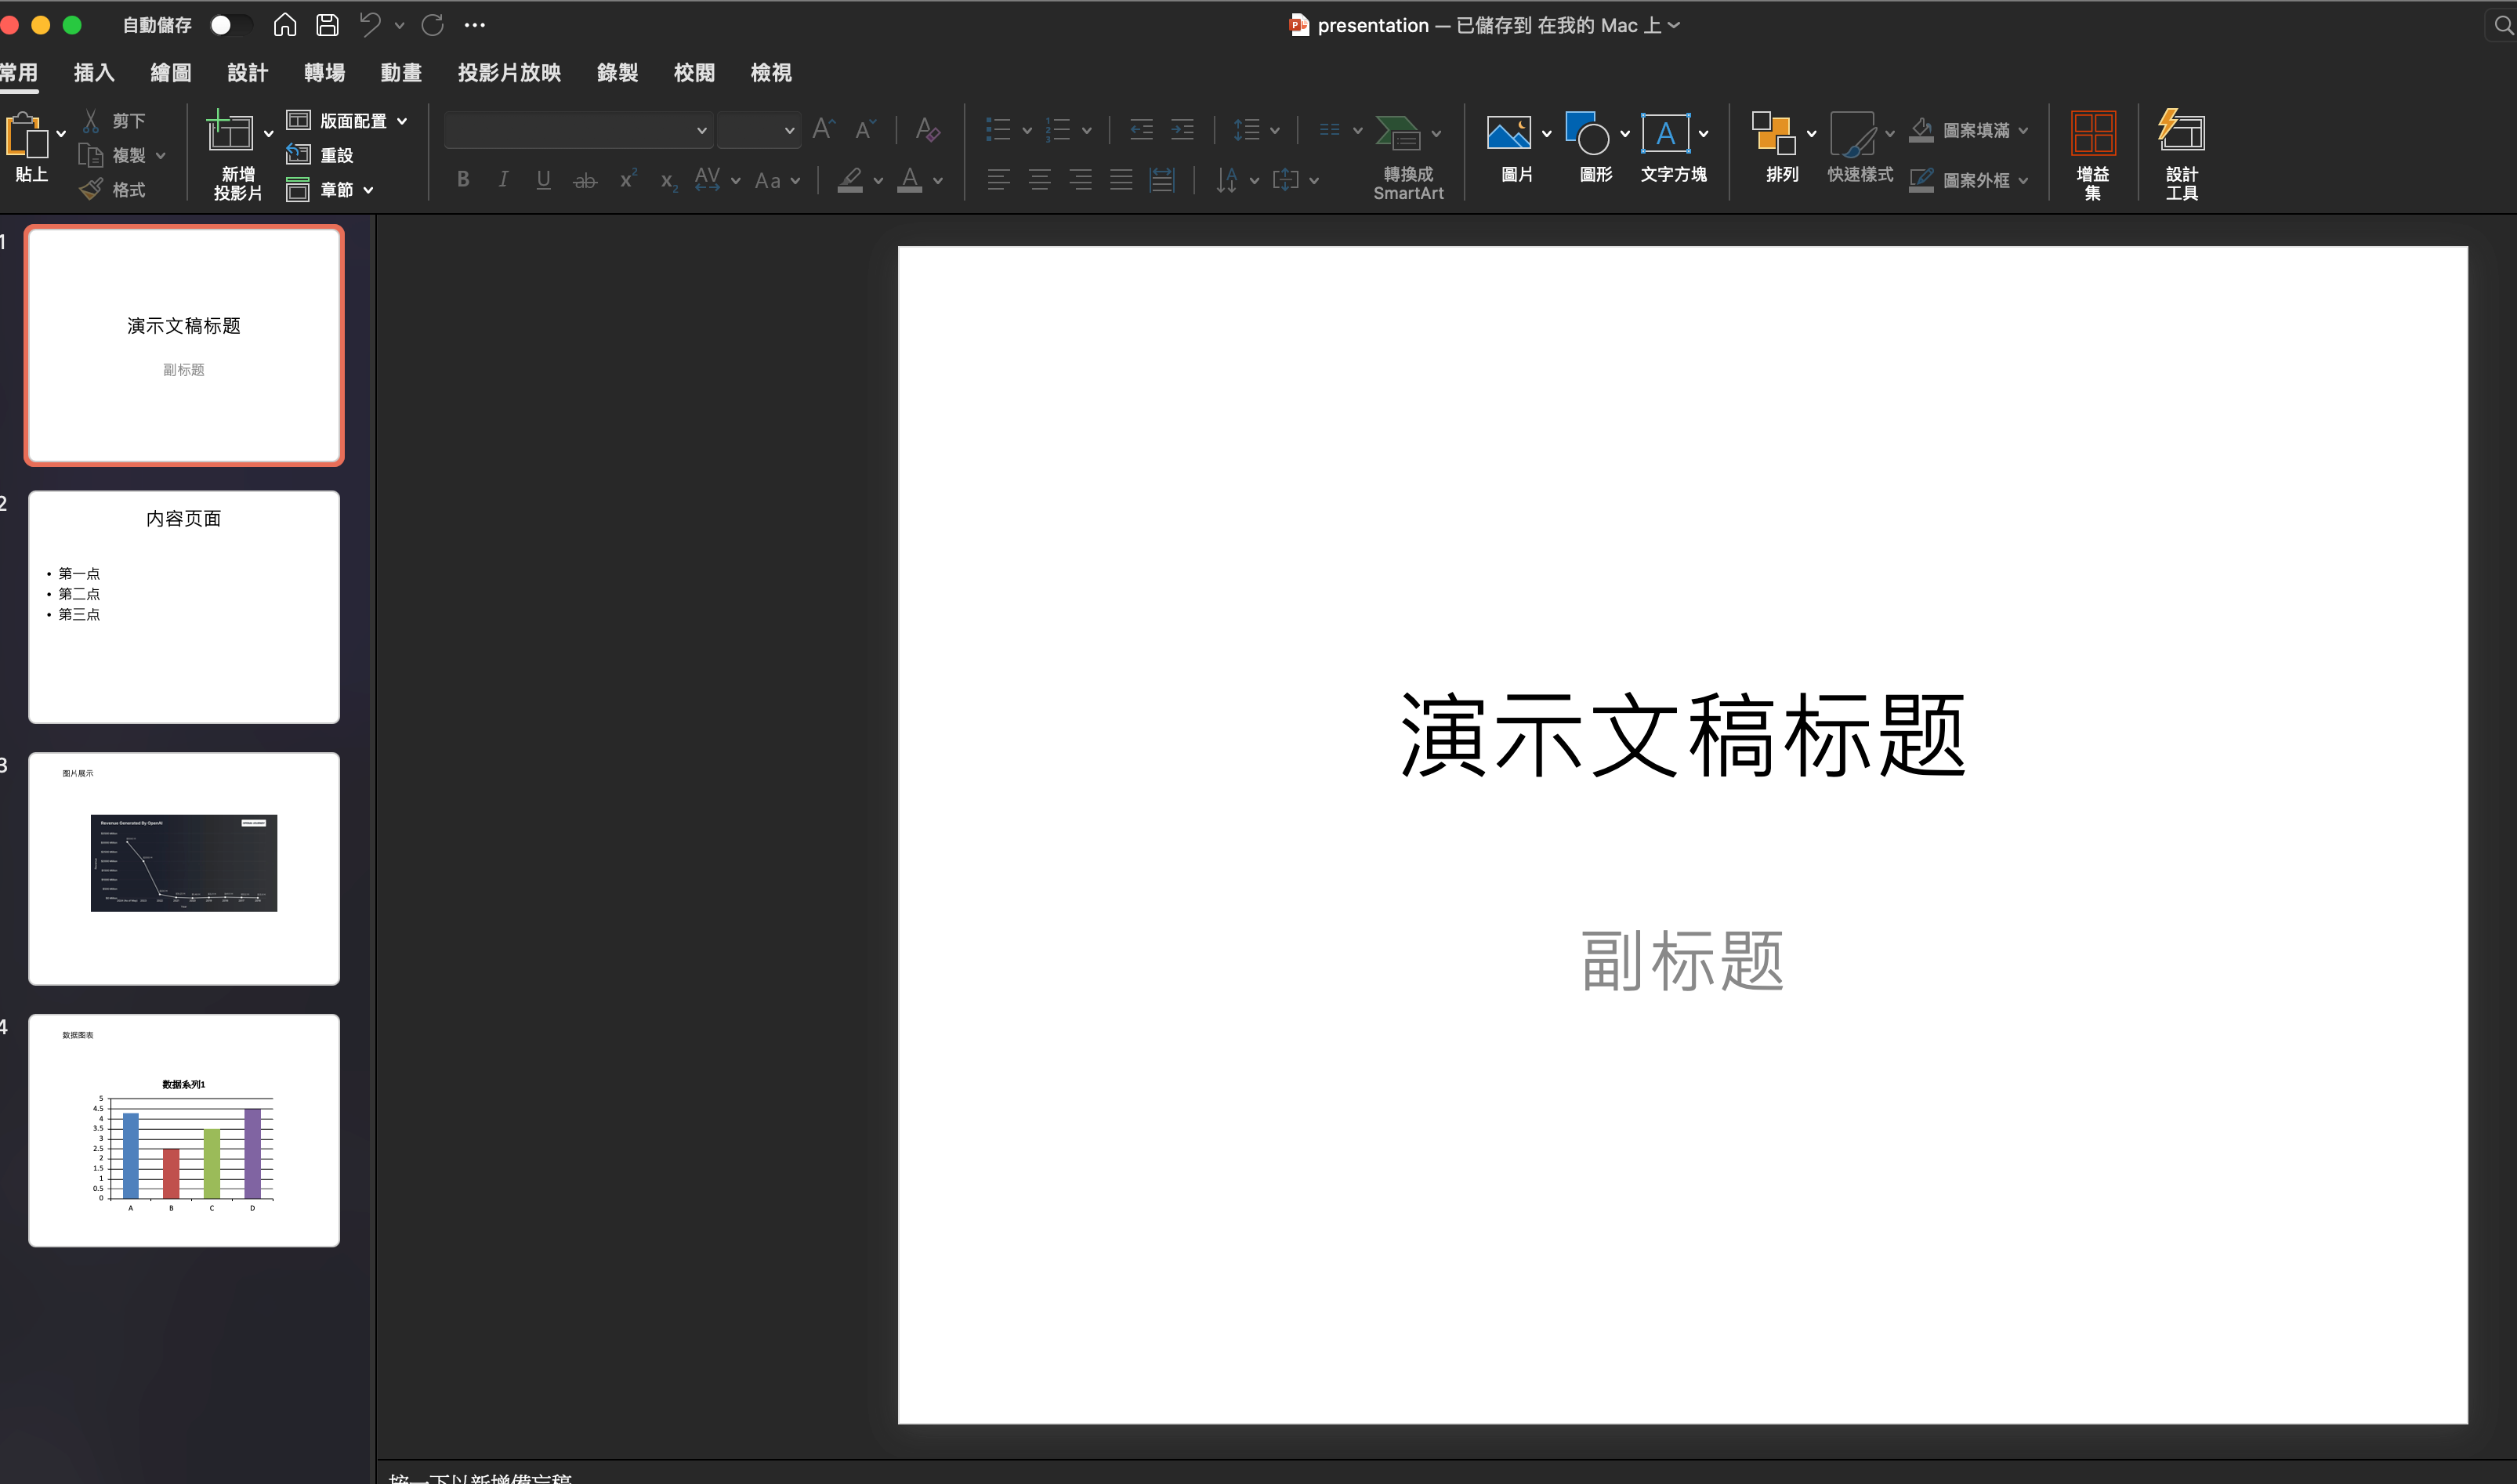 自動儲存
presentation — 已儲存到 在我的 Mac 上
常用 插入 繪圖 設計 轉場 動畫 投影片放映 錄製 校閱 檢視
貼上
剪下
複製
格式
新增
投影片
版面配置
重設
章節
轉換成
SmartArt
圖片
圖形
文字方塊
排列
快速樣式
圖案填滿
圖案外框
增益
集
設計
工具
1
演示文稿标题
副标题
2
内容页面
• 第一点
• 第二点
• 第三点
3
图片展示
Revenue Generated By OpenAI
4
数据图表
数据系列1
5
4.5
4
3.5
3
2.5
2
1.5
1
0.5
0
A B C D
演示文稿标题
副标题
按一下以新增備忘稿